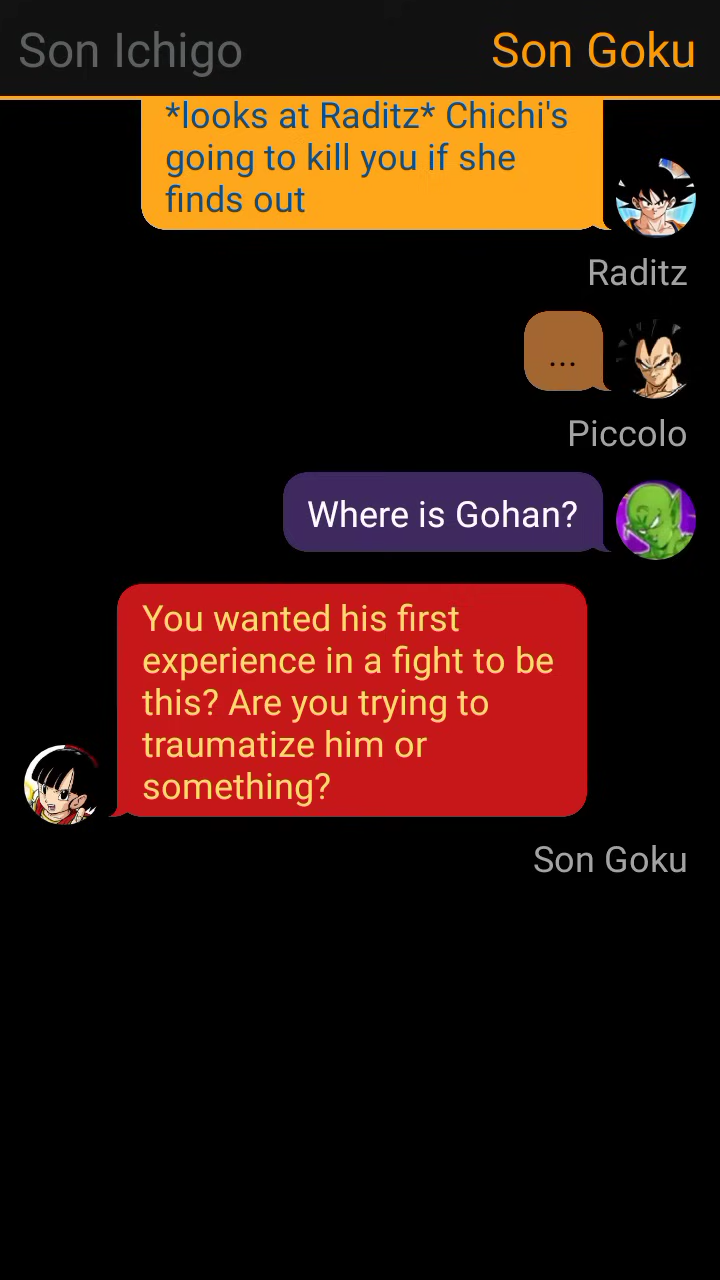 Son Ichigo
Son Goku
*looks at Raditz* Chichi's
going to kill you if she
finds out
Raditz
...
Piccolo
Where is Gohan?
You wanted his first
experience in a fight to be
this? Are you trying to
traumatize him or
something?
Son Goku